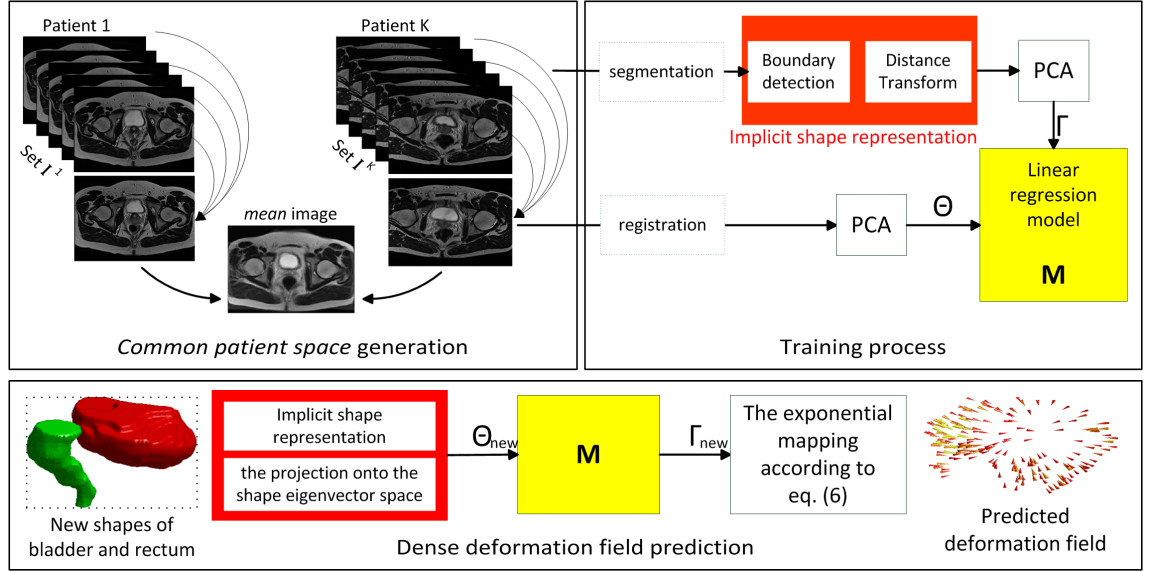 Patient 1
Patient K
Set I 1
Set I K
mean image
Common patient space generation
segmentation
Boundary
detection
Distance
Transform
PCA
Implicit shape representation
Γ
Linear
regression
model
M
registration
PCA
Θ
Training process
New shapes of
bladder and rectum
Implicit shape
representation
the projection onto the
shape eigenvector space
Θnew
M
Γnew
The exponential
mapping
according to
eq. (6)
Predicted
deformation field
Dense deformation field prediction